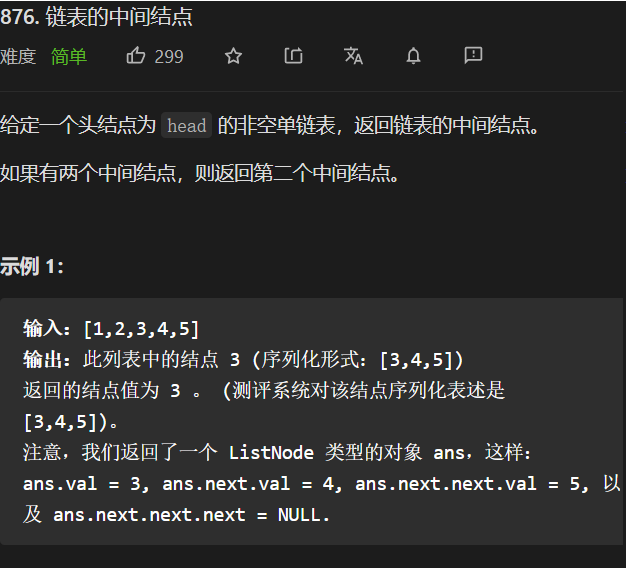 876. 链表的中间结点
难度 简单 299
给定一个头结点为 head 的非空单链表，返回链表的中间结点。
如果有两个中间结点，则返回第二个中间结点。
示例 1：
输入：[1,2,3,4,5]
输出：此列表中的结点 3 (序列化形式：[3,4,5])
返回的结点值为 3 。 (测评系统对该结点序列化表述是
[3,4,5])。
注意，我们返回了一个 ListNode 类型的对象 ans，这样：
ans.val = 3, ans.next.val = 4, ans.next.next.val = 5, 以
及 ans.next.next.next = NULL.